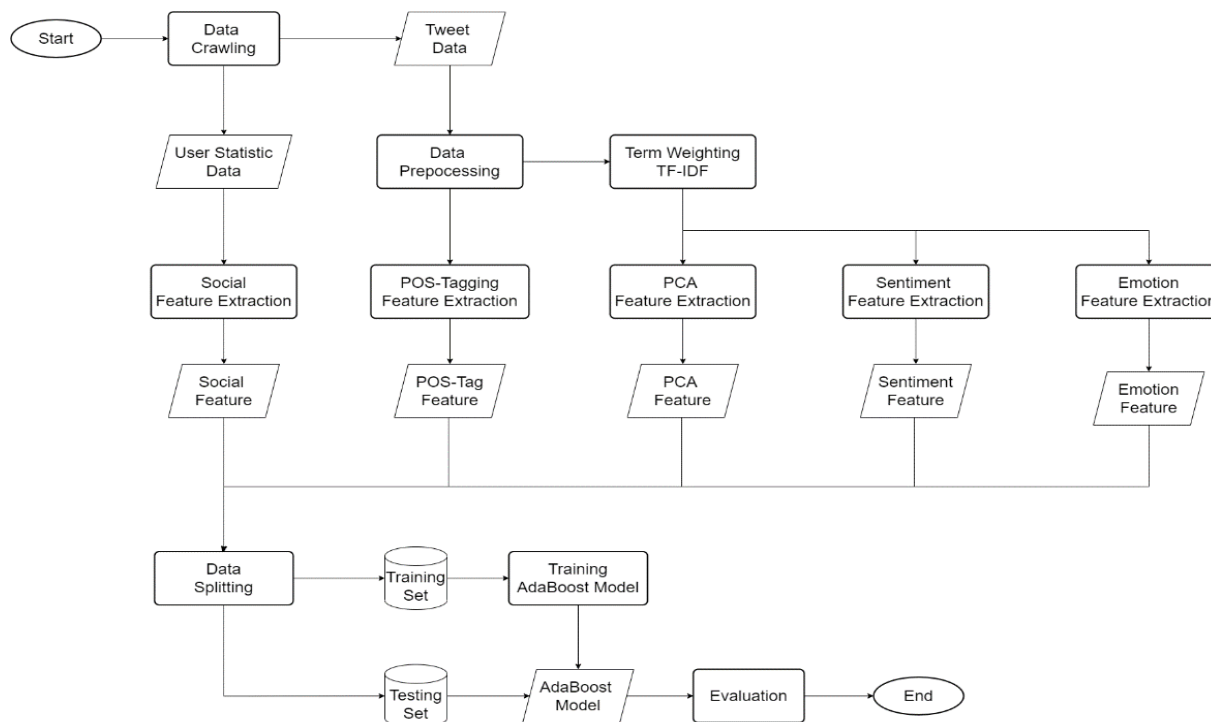 Start
Data
Crawling
Tweet
Data
User Statistic
Data
Data
Prepocessing
Term Weighting
TF-IDF
Social
Feature Extraction
POS-Tagging
Feature Extraction
PCA
Feature Extraction
Sentiment
Feature Extraction
Emotion
Feature Extraction
Social
Feature
POS-Tag
Feature
PCA
Feature
Sentiment
Feature
Emotion
Feature
Data
Splitting
Training
Set
Training
AdaBoost Model
Testing
Set
AdaBoost
Model
Evaluation
End